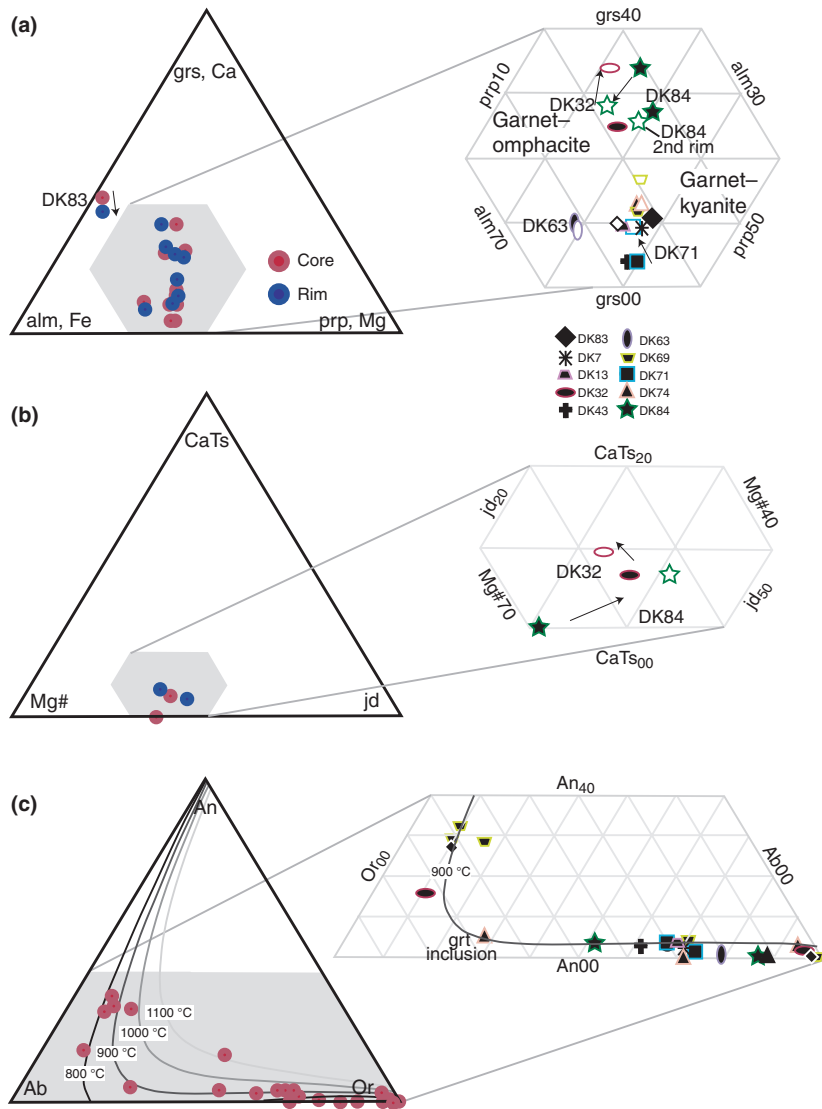 (a)
grs, Ca
DK83
alm, Fe
prp, Mg
Core
Rim
grs40
prp10
alm30
DK32
DK84
Garnet–
omphacite
DK84
2nd rim
Garnet–
kyanite
DK63
alm70
DK71
prp50
grs00
DK83
DK63
DK7
DK69
DK13
DK71
DK32
DK74
DK43
DK84
(b)
CaTs
Mg#
jd
CaTs20
jd20
Mg#40
DK32
Mg#70
DK84
jd50
CaTs00
(c)
An
1100 °C
1000 °C
900 °C
800 °C
Ab
Or
An40
Or00
Ab00
900 °C
grt
inclusion
An00